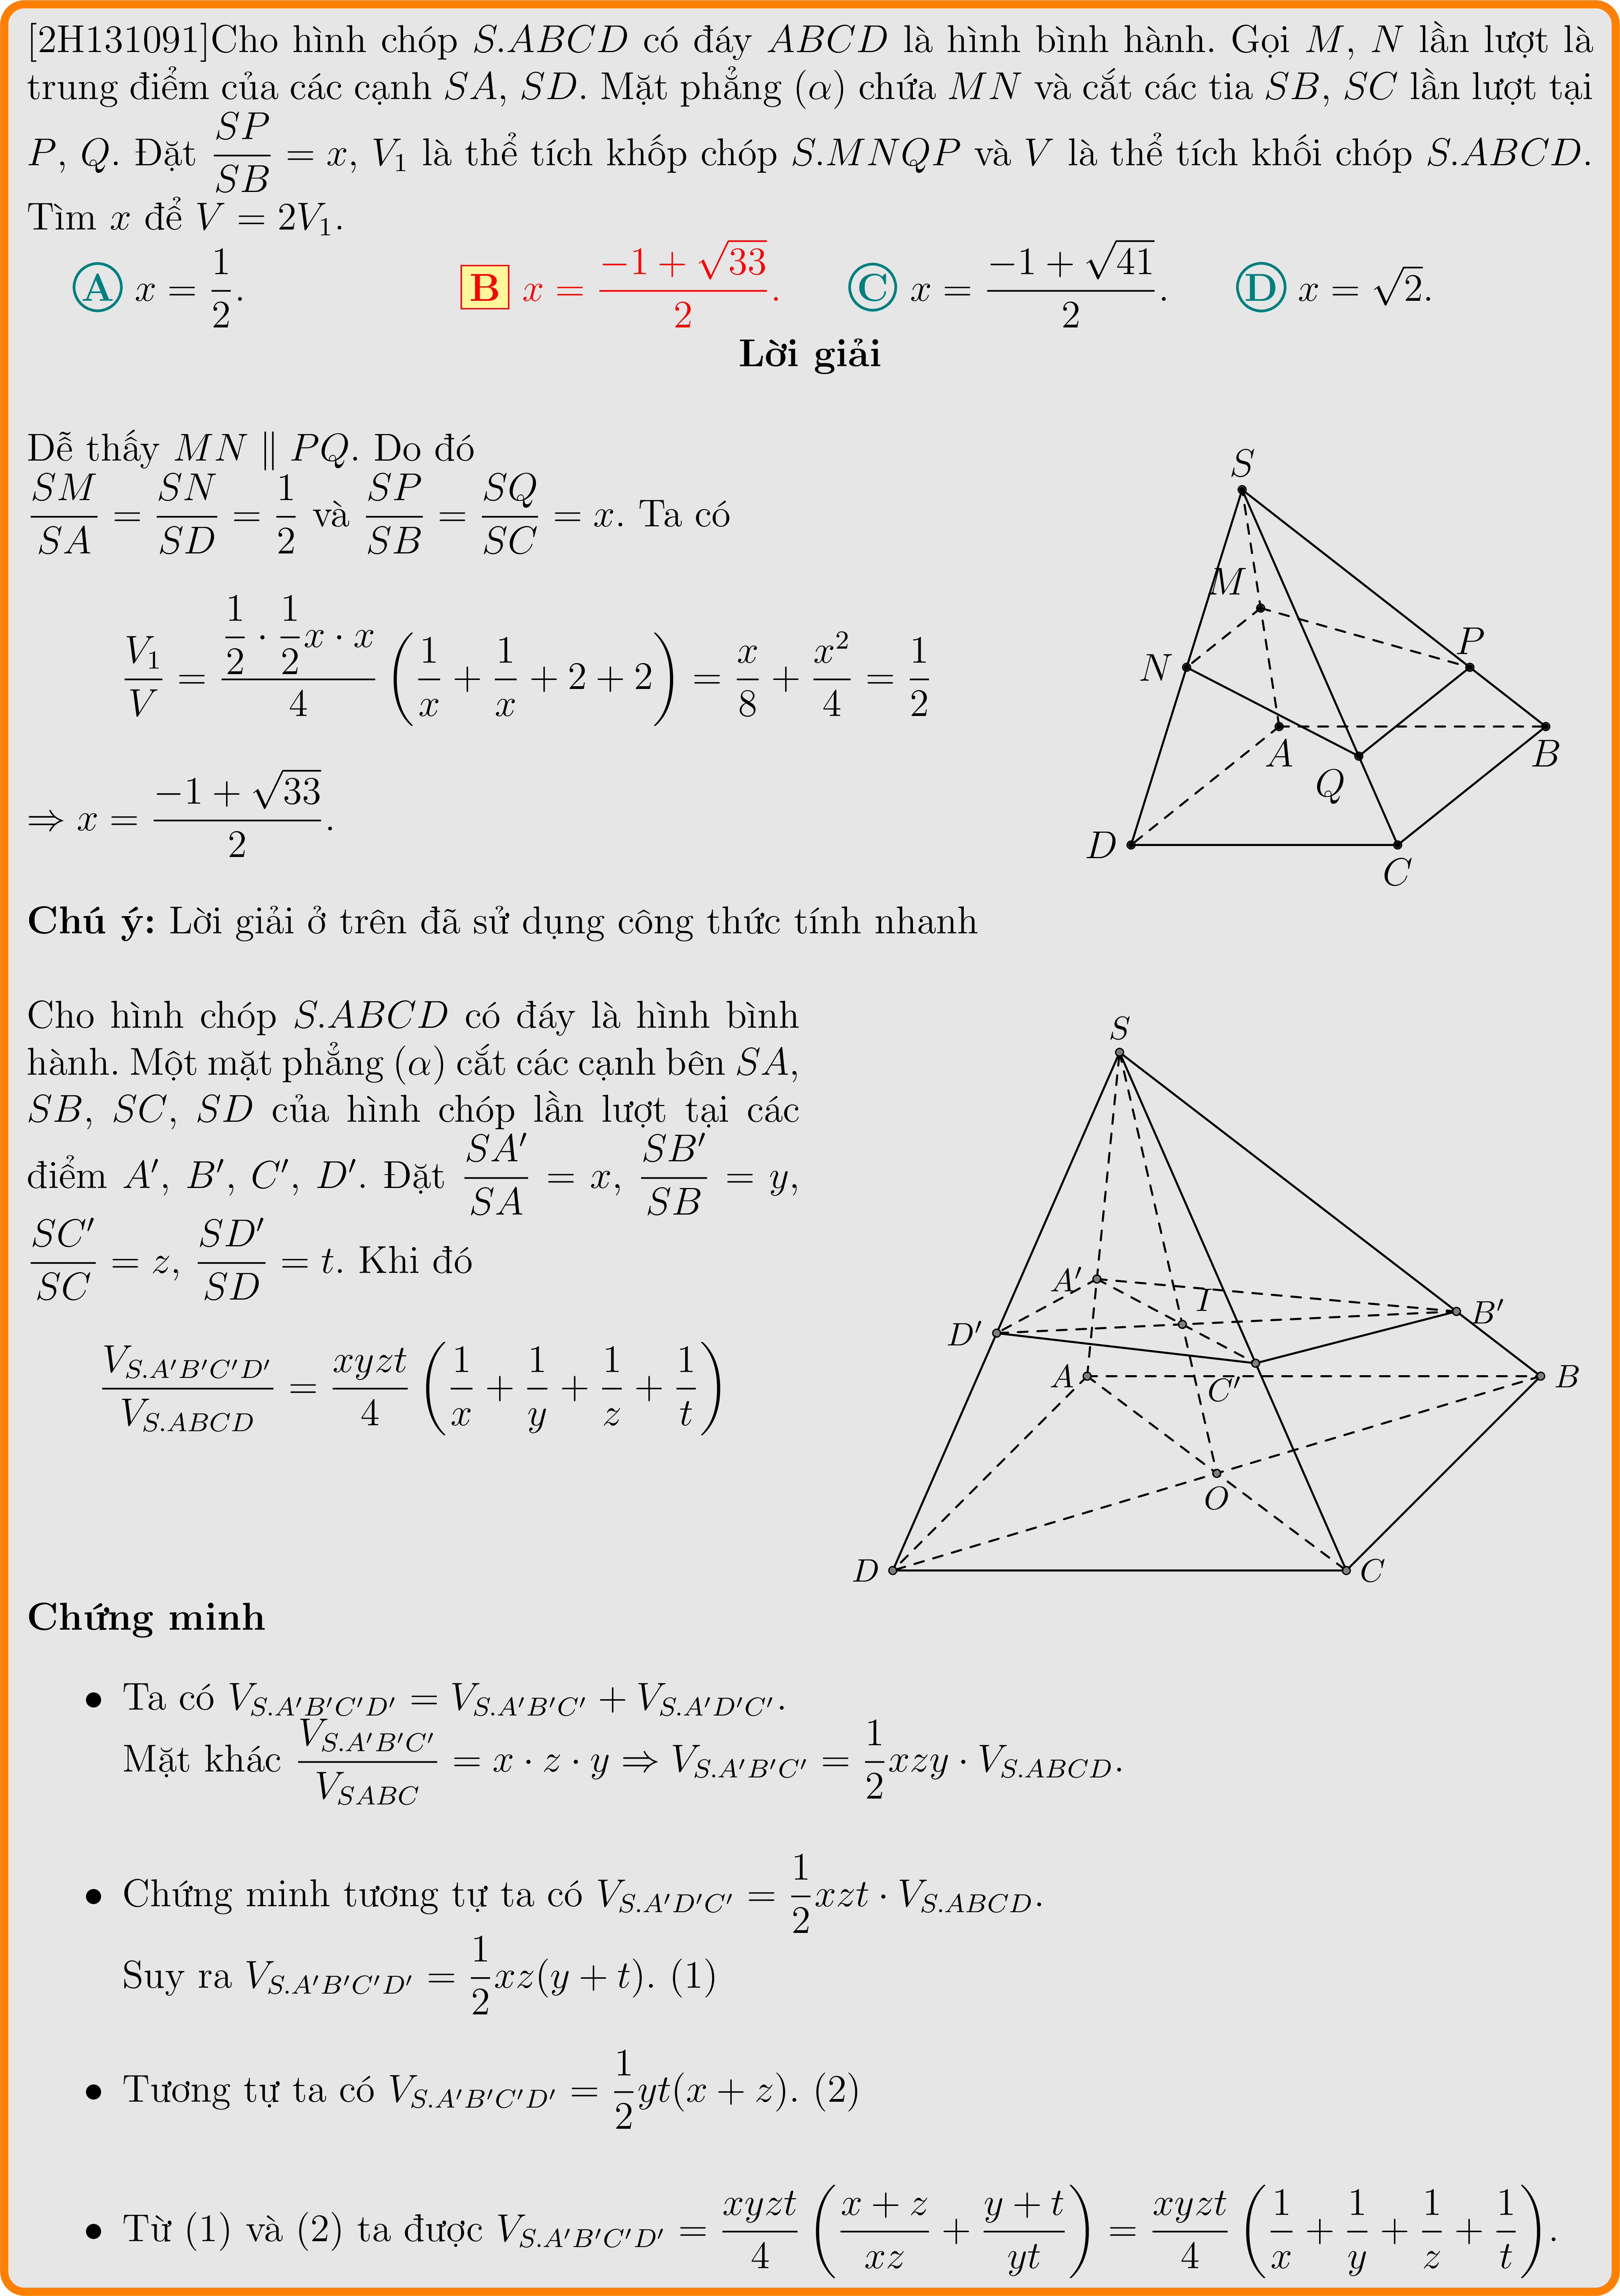 [2H131091]Cho hình chóp S.ABCD có đáy ABCD là hình bình hành. Gọi M, N lần lượt là
trung điểm của các cạnh SA, SD. Mặt phẳng (α) chứa MN và cắt các tia SB, SC lần lượt tại
P, Q. Đặt \frac{SP}{SB} = x, V_1 là thể tích khốp chóp S.MNQP và V là thể tích khối chóp S.ABCD.
Tìm x để V = 2V_1.
A x = \frac{1}{2}. B x = \frac{-1 + \sqrt{33}}{2}. C x = \frac{-1 + \sqrt{41}}{2}. D x = \sqrt{2}.
Lời giải
Dễ thấy MN ∥ PQ. Do đó
\frac{SM}{SA} = \frac{SN}{SD} = \frac{1}{2} và \frac{SP}{SB} = \frac{SQ}{SC} = x. Ta có
\frac{V_1}{V} = \frac{\frac{1}{2} · \frac{1}{2}x · x}{4} \left(\frac{1}{x} + \frac{1}{x} + 2 + 2\right) = \frac{x}{8} + \frac{x^2}{4} = \frac{1}{2}
⇒ x = \frac{-1 + \sqrt{33}}{2}.
S
M
N
P
A
B
Q
D
C
Chú ý: Lời giải ở trên đã sử dụng công thức tính nhanh
Cho hình chóp S.ABCD có đáy là hình bình
hành. Một mặt phẳng (α) cắt các cạnh bên SA,
SB, SC, SD của hình chóp lần lượt tại các
điểm A′, B′, C′, D′. Đặt \frac{SA′}{SA} = x, \frac{SB′}{SB} = y,
\frac{SC′}{SC} = z, \frac{SD′}{SD} = t. Khi đó
\frac{V_{S.A′B′C′D′}}{V_{S.ABCD}} = \frac{xyzt}{4} \left(\frac{1}{x} + \frac{1}{y} + \frac{1}{z} + \frac{1}{t}\right)
S
A′
I
B′
D′
A
C′
B
O
D
C
Chứng minh
• Ta có V_{S.A′B′C′D′} = V_{S.A′B′C′} + V_{S.A′D′C′}.
Mặt khác \frac{V_{S.A′B′C′}}{V_{SABC}} = x · z · y ⇒ V_{S.A′B′C′} = \frac{1}{2}xzy · V_{S.ABCD}.
• Chứng minh tương tự ta có V_{S.A′D′C′} = \frac{1}{2}xzt · V_{S.ABCD}.
Suy ra V_{S.A′B′C′D′} = \frac{1}{2}xz(y + t). (1)
• Tương tự ta có V_{S.A′B′C′D′} = \frac{1}{2}yt(x + z). (2)
• Từ (1) và (2) ta được V_{S.A′B′C′D′} = \frac{xyzt}{4} \left(\frac{x + z}{xz} + \frac{y + t}{yt}\right) = \frac{xyzt}{4} \left(\frac{1}{x} + \frac{1}{y} + \frac{1}{z} + \frac{1}{t}\right).